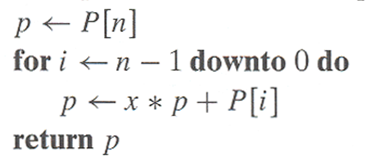 p ← P[n]
for i ← n − 1 downto 0 do
p ← x * p + P[i]
return p